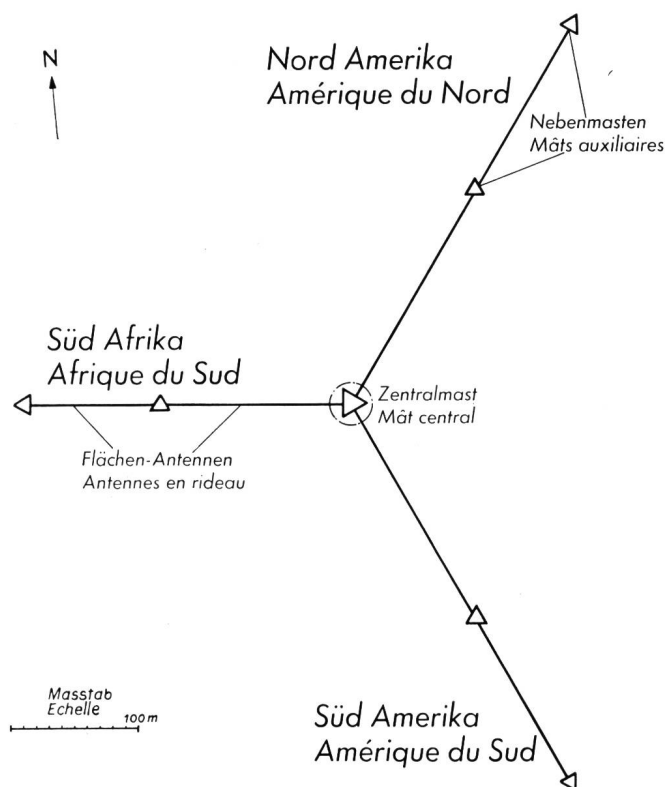 N
Nord Amerika
Amérique du Nord
Nebenmasten
Mâts auxiliaires
Süd Afrika
Afrique du Sud
Zentralmast
Mât central
Flächen-Antennen
Antennes en rideau
Masstab
Echelle
100 m
Süd Amerika
Amérique du Sud